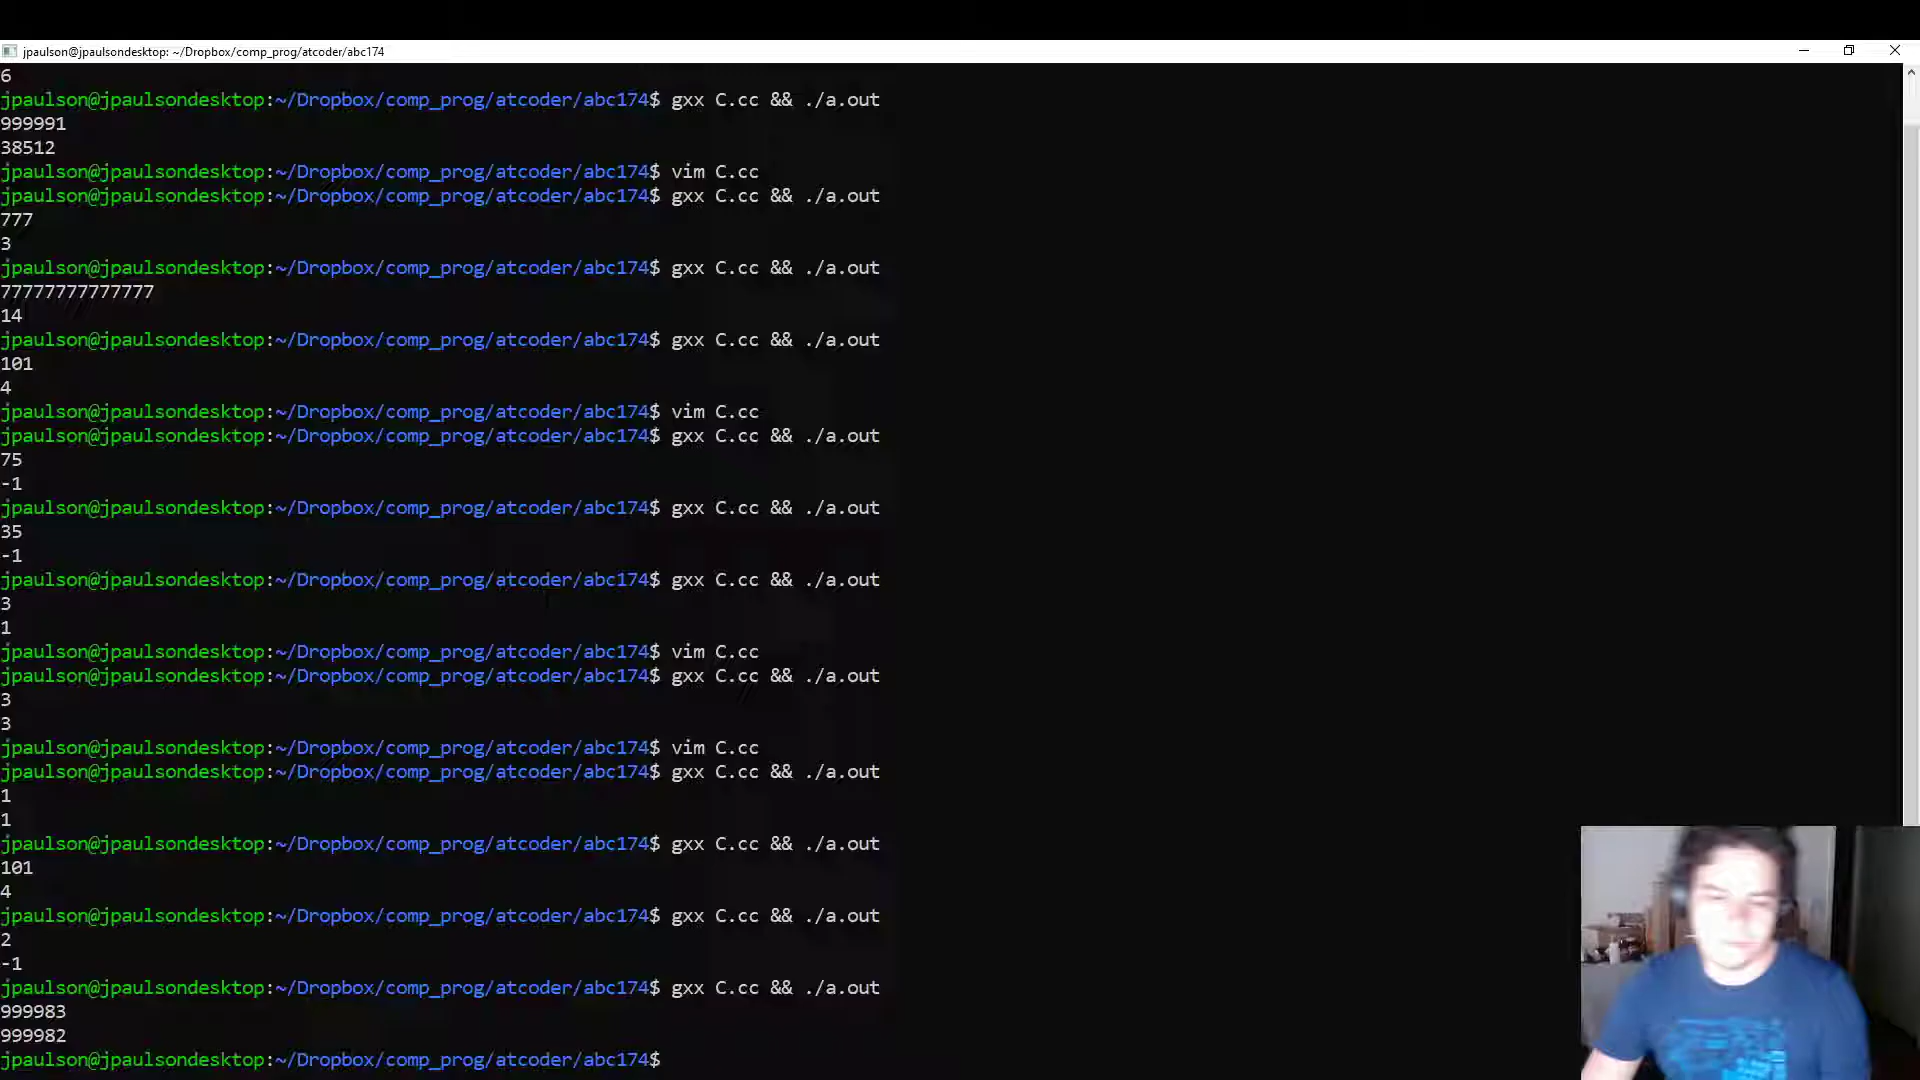 jpaulson@jpaulsondesktop: ~/Dropbox/comp_prog/atcoder/abc174
6
jpaulson@jpaulsondesktop:~/Dropbox/comp_prog/atcoder/abc174$ gxx C.cc && ./a.out
999991
38512
jpaulson@jpaulsondesktop:~/Dropbox/comp_prog/atcoder/abc174$ vim C.cc
jpaulson@jpaulsondesktop:~/Dropbox/comp_prog/atcoder/abc174$ gxx C.cc && ./a.out
777
3
jpaulson@jpaulsondesktop:~/Dropbox/comp_prog/atcoder/abc174$ gxx C.cc && ./a.out
77777777777777
14
jpaulson@jpaulsondesktop:~/Dropbox/comp_prog/atcoder/abc174$ gxx C.cc && ./a.out
101
4
jpaulson@jpaulsondesktop:~/Dropbox/comp_prog/atcoder/abc174$ vim C.cc
jpaulson@jpaulsondesktop:~/Dropbox/comp_prog/atcoder/abc174$ gxx C.cc && ./a.out
75
-1
jpaulson@jpaulsondesktop:~/Dropbox/comp_prog/atcoder/abc174$ gxx C.cc && ./a.out
35
-1
jpaulson@jpaulsondesktop:~/Dropbox/comp_prog/atcoder/abc174$ gxx C.cc && ./a.out
3
1
jpaulson@jpaulsondesktop:~/Dropbox/comp_prog/atcoder/abc174$ vim C.cc
jpaulson@jpaulsondesktop:~/Dropbox/comp_prog/atcoder/abc174$ gxx C.cc && ./a.out
3
3
jpaulson@jpaulsondesktop:~/Dropbox/comp_prog/atcoder/abc174$ vim C.cc
jpaulson@jpaulsondesktop:~/Dropbox/comp_prog/atcoder/abc174$ gxx C.cc && ./a.out
1
1
jpaulson@jpaulsondesktop:~/Dropbox/comp_prog/atcoder/abc174$ gxx C.cc && ./a.out
101
4
jpaulson@jpaulsondesktop:~/Dropbox/comp_prog/atcoder/abc174$ gxx C.cc && ./a.out
2
-1
jpaulson@jpaulsondesktop:~/Dropbox/comp_prog/atcoder/abc174$ gxx C.cc && ./a.out
999983
999982
jpaulson@jpaulsondesktop:~/Dropbox/comp_prog/atcoder/abc174$